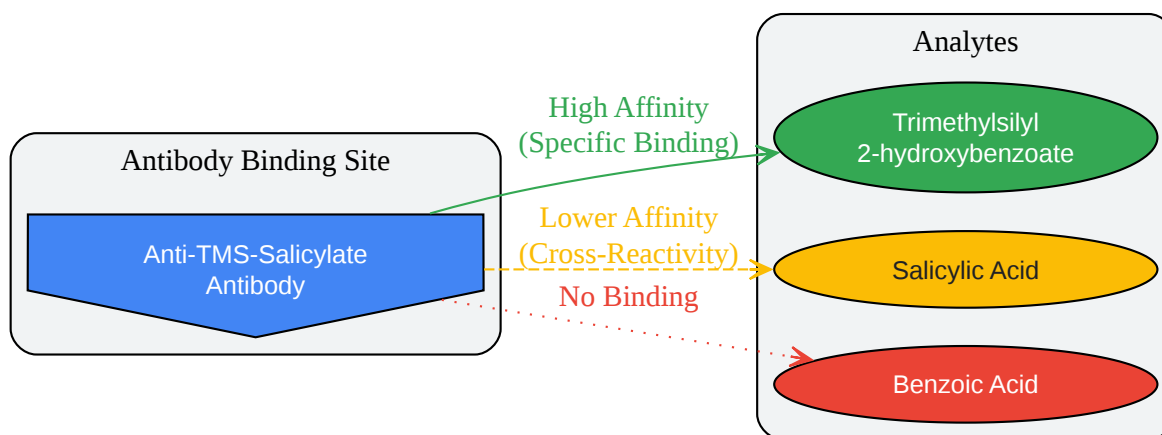 Antibody Binding Site
Anti-TMS-Salicylate
Antibody
High Affinity
(Specific Binding)
Lower Affinity
(Cross-Reactivity)
No Binding
Analytes
Trimethylsilyl
2-hydroxybenzoate
Salicylic Acid
Benzoic Acid